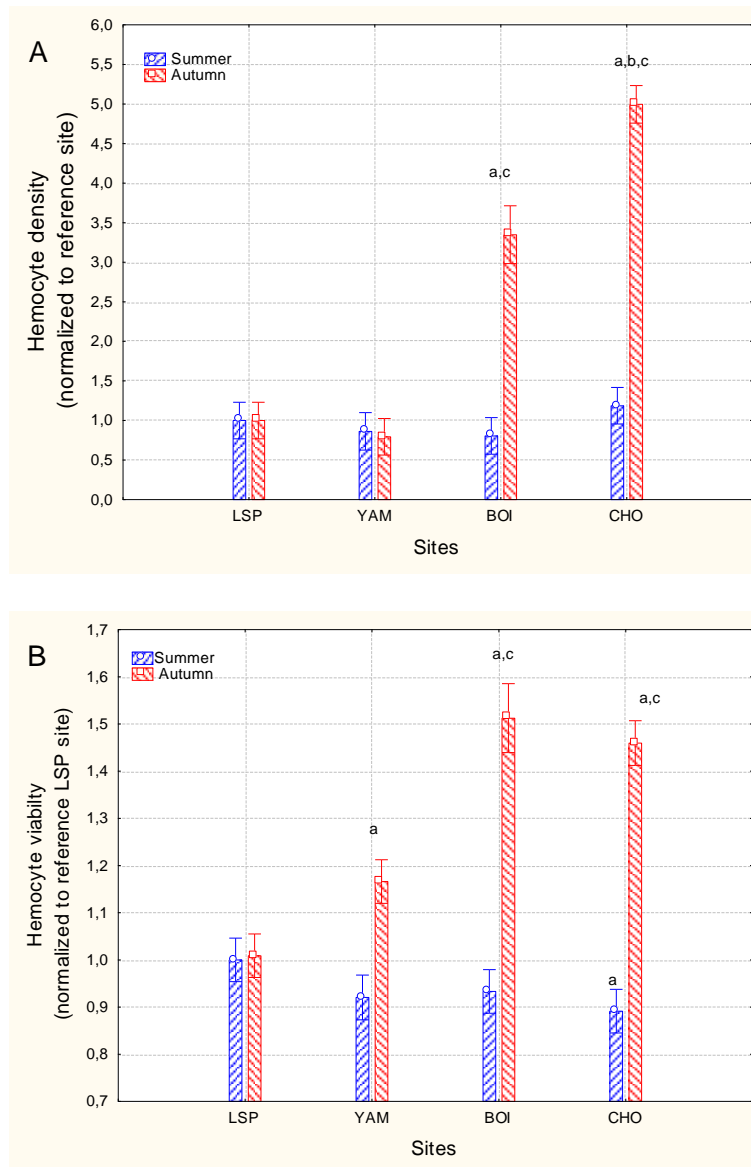 A
Summer
Autumn
6,0
5,5
5,0
4,5
4,0
3,5
3,0
2,5
2,0
1,5
1,0
0,5
0,0
Hemocyte density
(normalized to reference site)
a,c
a,b,c
LSP YAM BOI CHO
Sites
B
Summer
Autumn
1,7
1,6
1,5
1,4
1,3
1,2
1,1
1,0
0,9
0,8
0,7
Hemocyte viabilty
(normalized to reference LSP site)
a
a,c
a,c
a
LSP YAM BOI CHO
Sites